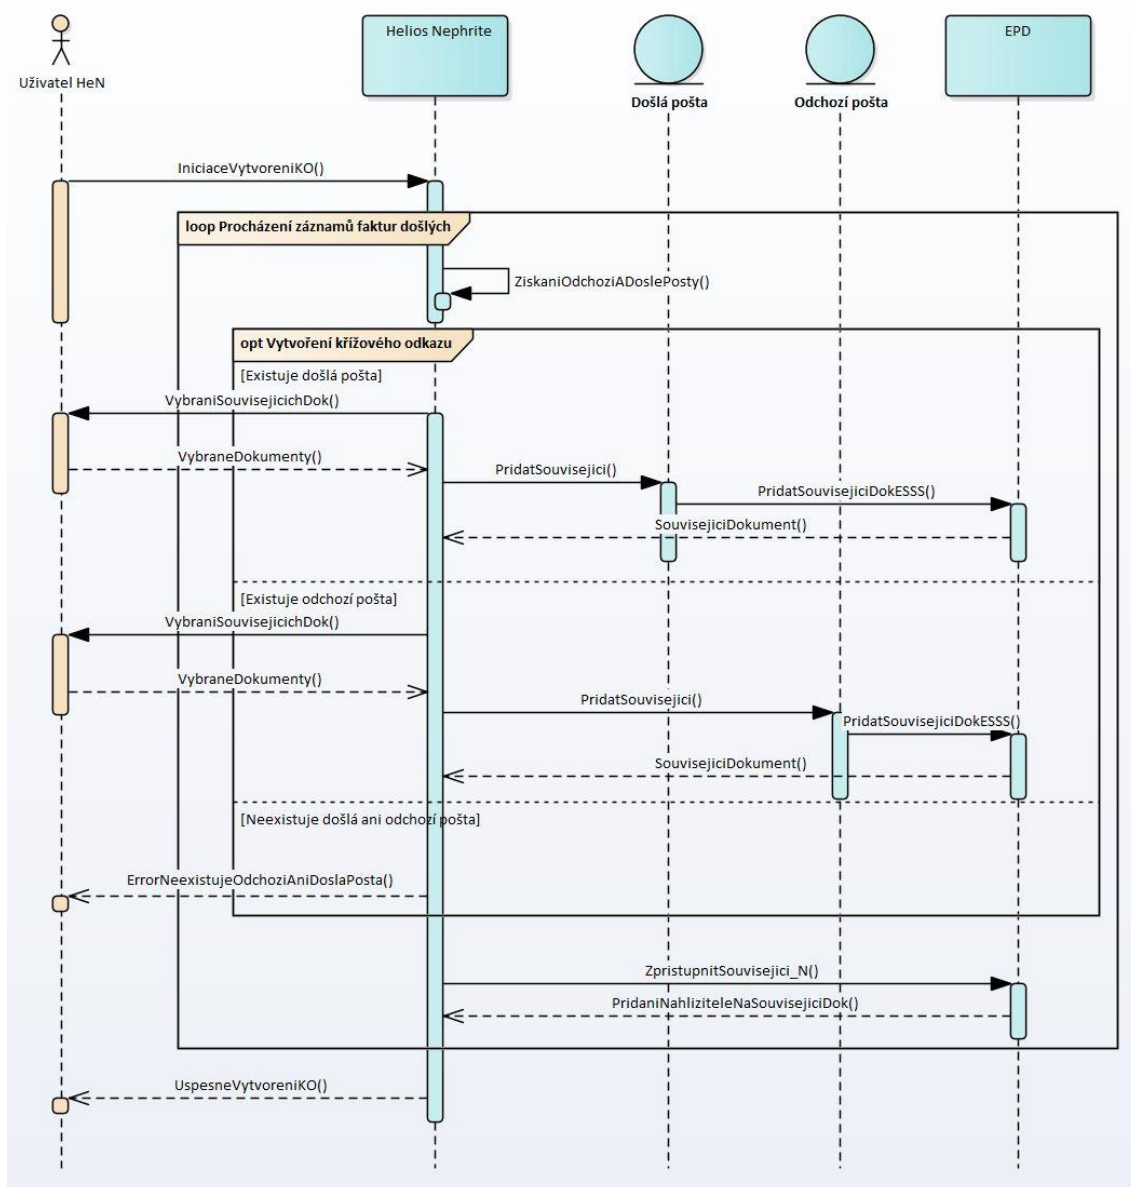 Helios Nephrite
EPD
Uživatel HeN
Došlá pošta
Odchozí pošta
IniciaceVytvoreniKO()
loop Procházení záznamů faktur došlých
ZiskaniOdchoziADoslePosty()
opt Vytvoření křížového odkazu
[Existuje došlá pošta]
VybraniSouvisejicichDok()
VybraneDokumenty()
PridatSouvisejici()
PridatSouvisejiciDokESSS()
SouvisejiciDokument()
[Existuje odchozí pošta]
VybraniSouvisejicichDok()
VybraneDokumenty()
PridatSouvisejici()
PridatSouvisejiciDokESSS()
SouvisejiciDokument()
[Neexistuje došlá ani odchozí pošta]
ErrorNeexistujeOdchoziAniDoslaPosta()
ZpristupnitSouvisejici_N()
PridaniNahliziteleNaSouvisejiciDok()
UspesneVytvoreniKO()